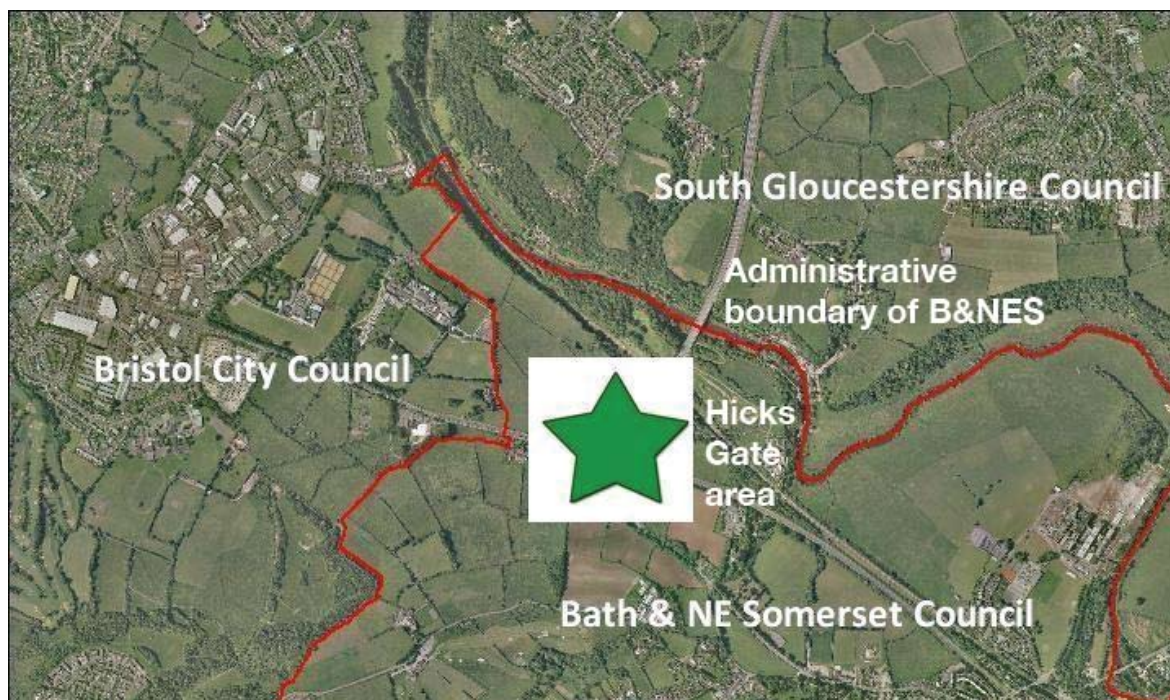 South Gloucestershire Council
Administrative
boundary of B&NES
Bristol City Council
Hicks
Gate
area
Bath & NE Somerset Council